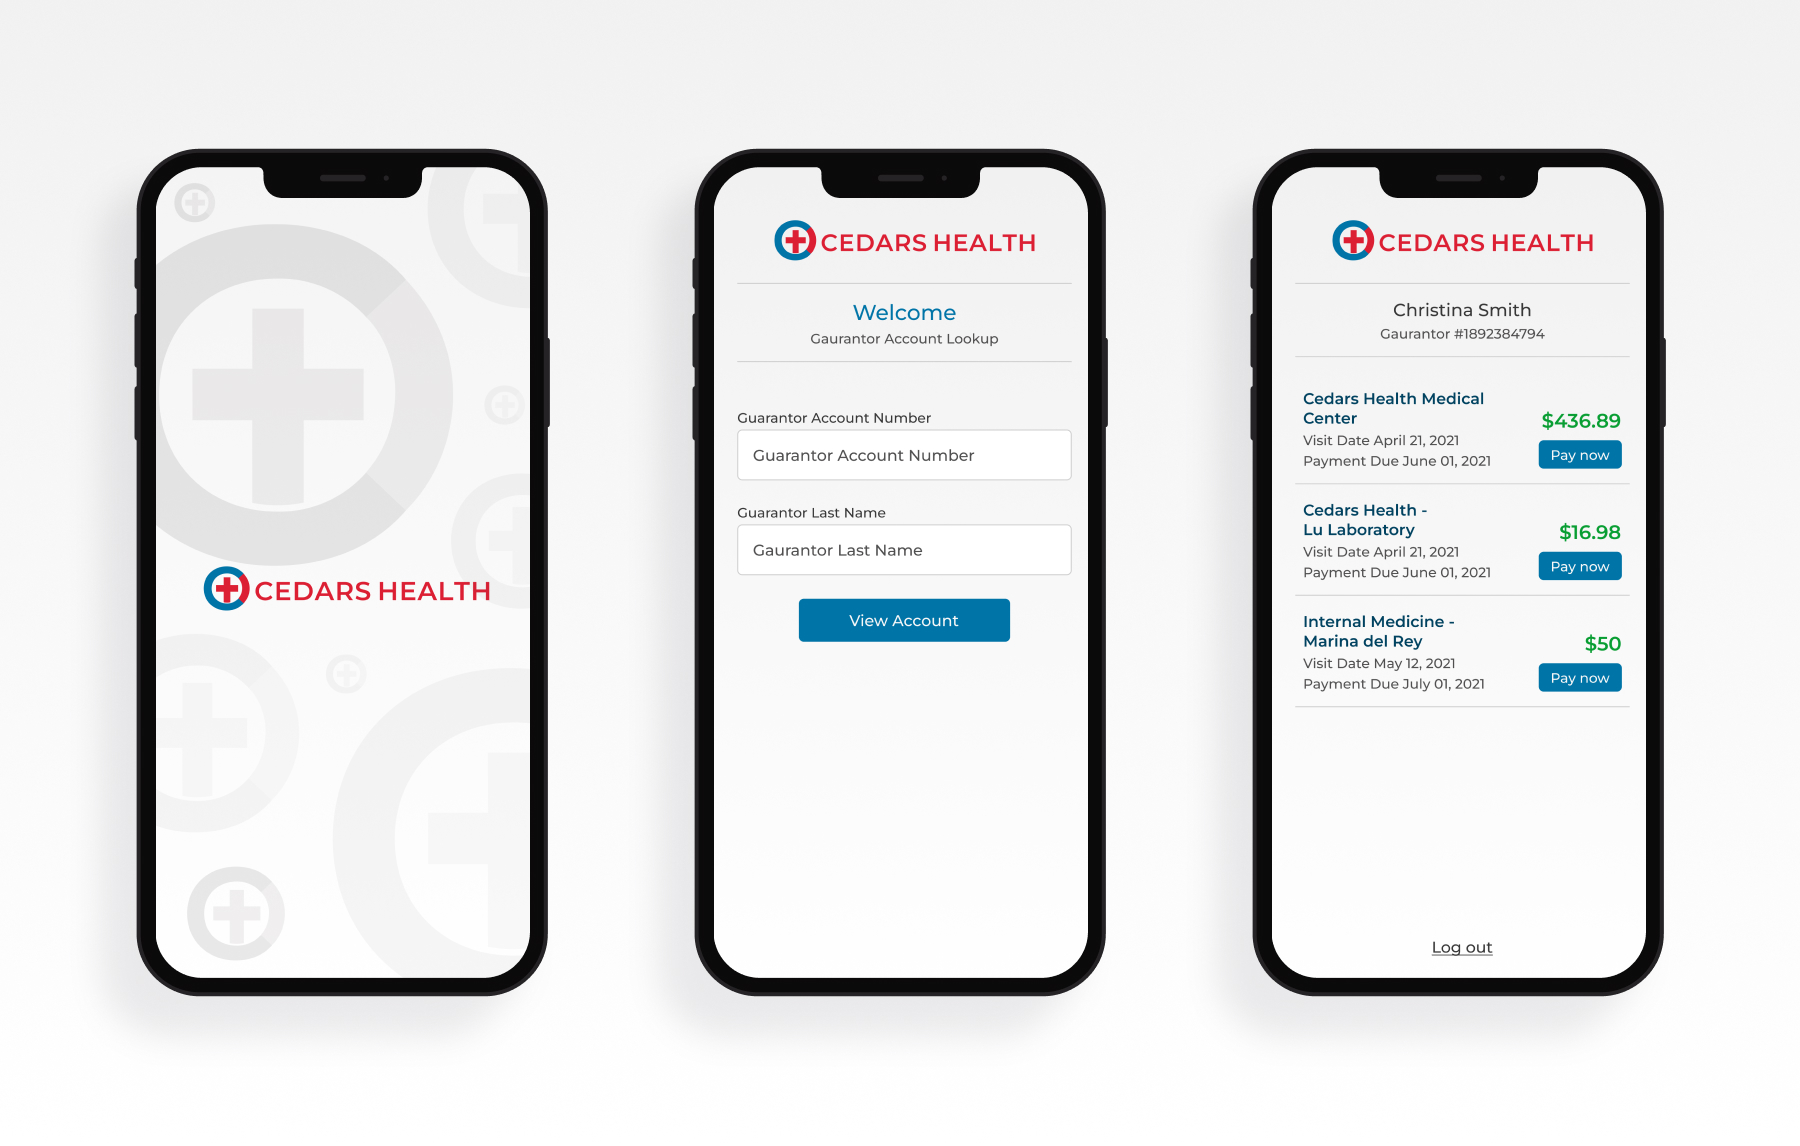 CEDARS HEALTH
CEDARS HEALTH
Welcome
Gaurantor Account Lookup
Guarantor Account Number
Guarantor Account Number
Guarantor Last Name
Gaurantor Last Name
View Account
CEDARS HEALTH
Christina Smith
Gaurantor #1892384794
Cedars Health Medical
Center
$436.89
Visit Date April 21, 2021
Payment Due June 01, 2021
Pay now
Cedars Health -
Lu Laboratory
$16.98
Visit Date April 21, 2021
Payment Due June 01, 2021
Pay now
Internal Medicine -
Marina del Rey
$50
Visit Date May 12, 2021
Payment Due July 01, 2021
Pay now
Log out